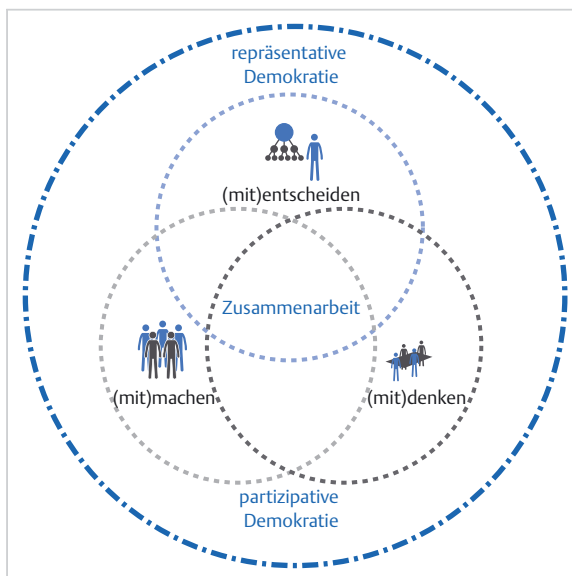 repräsentative
Demokratie
(mit)entscheiden
Zusammenarbeit
(mit)machen
(mit)denken
partizipative
Demokratie